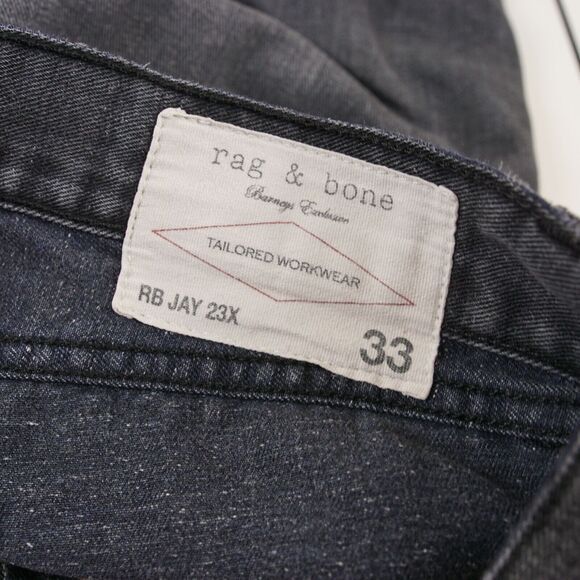 rag & bone
Barneys Exclusive
TAILORED WORKWEAR
RB JAY 23X
33